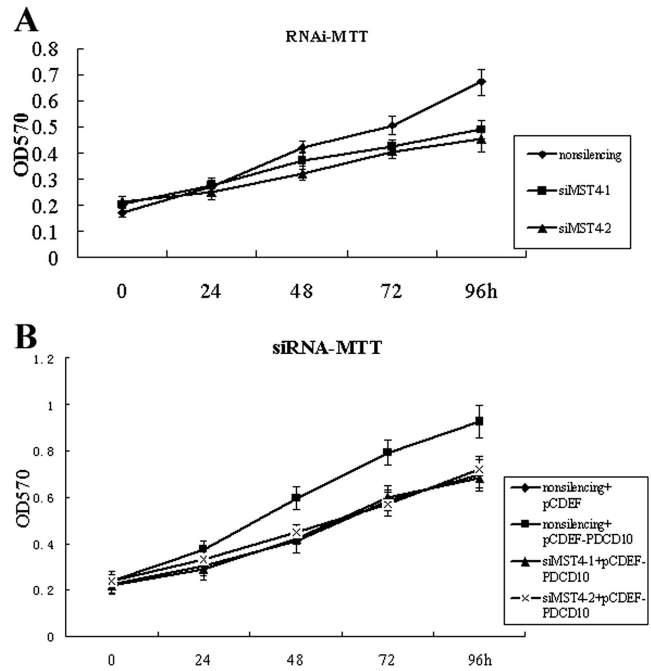 A
RNAi-MTT
0.8
0.7
0.6
0.5
0.4
0.3
0.2
0.1
0
OD570
0 24 48 72 96h
nonsilencing
siMST4-1
siMST4-2
B
siRNA-MTT
1.2
1
0.8
0.6
0.4
0.2
0
OD570
0 24 48 72 96h
nonsilencing+
pCDEF
nonsilencing+
pCDEF-PDCD10
siMST4-1+pCDEF-
PDCD10
siMST4-2+pCDEF-
PDCD10